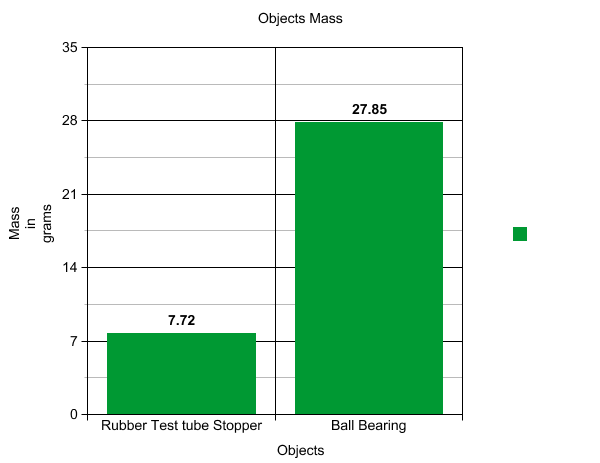 Objects Mass
35
28
21
14
7
0
Mass
in
grams
7.72
27.85
Rubber Test tube Stopper
Ball Bearing
Objects